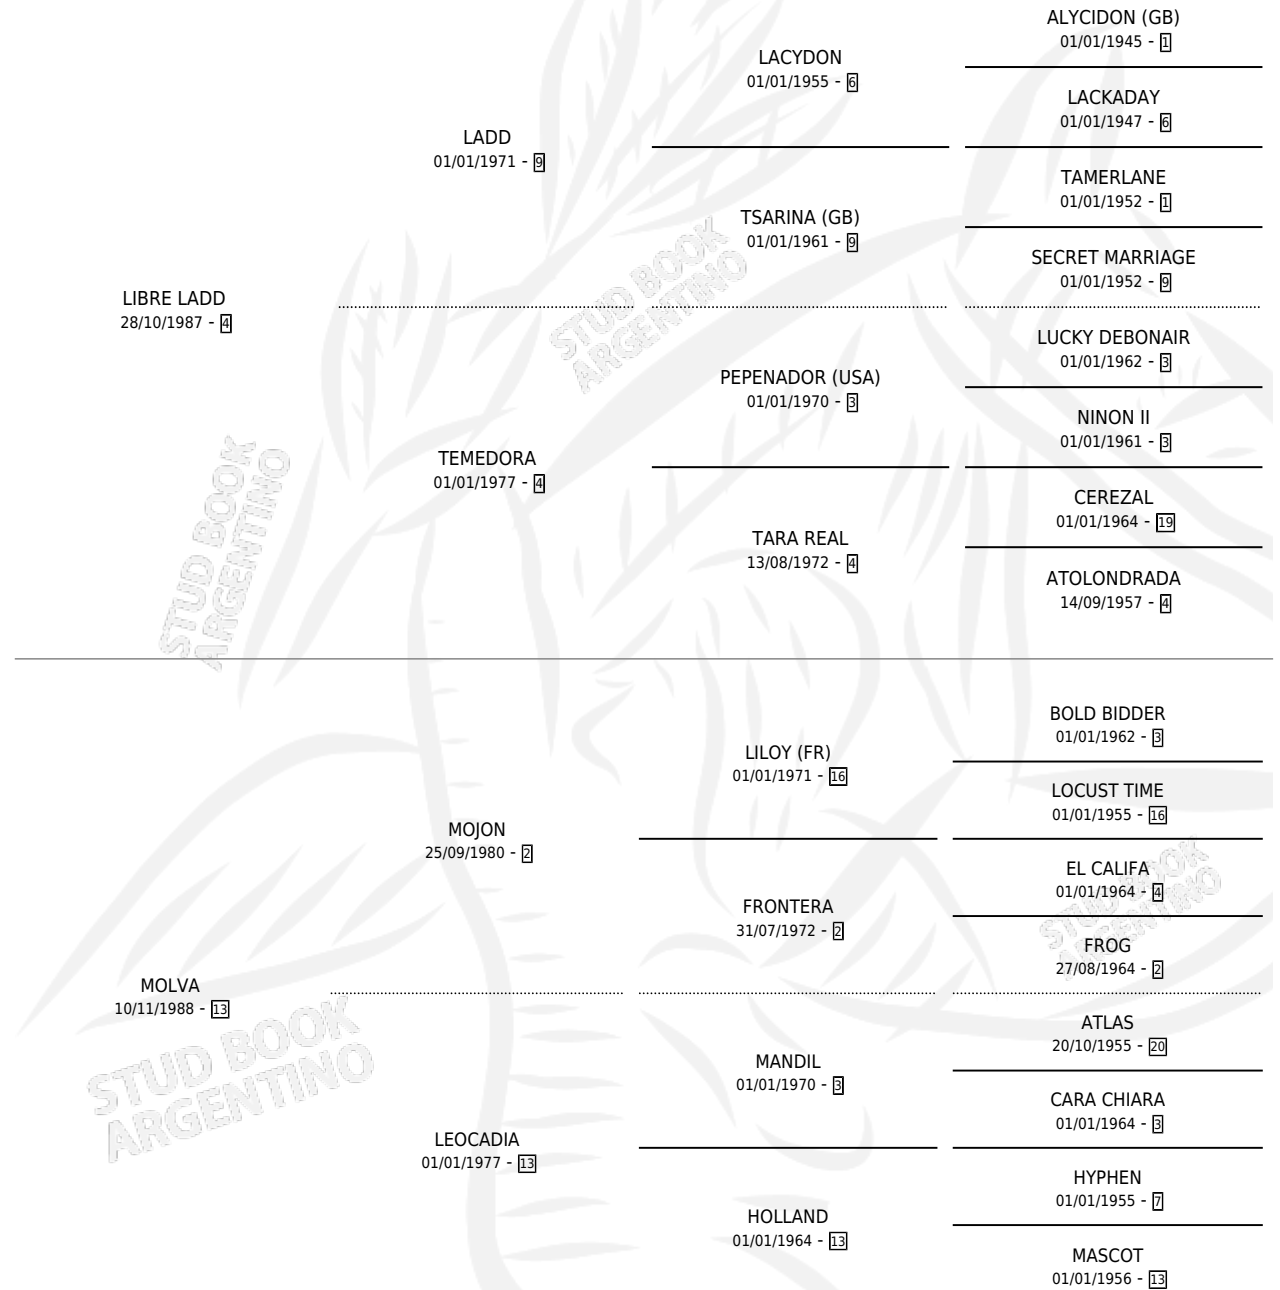 ALYCIDON (GB)
01/01/1945 - 1
LACYDON
01/01/1955 - 6
LACKADAY
01/01/1947 - 6
LADD
01/01/1971 - 9
TAMERLANE
01/01/1952 - 1
TSARINA (GB)
01/01/1961 - 9
SECRET MARRIAGE
01/01/1952 - 9
LIBRE LADD
28/10/1987 - 4
STUD BOOK
ARGENTINO
LUCKY DEBONAIR
01/01/1962 - 3
PEPENADOR (USA)
01/01/1970 - 3
NINON II
01/01/1961 - 3
TEMEDORA
01/01/1977 - 4
CEREZAL
01/01/1964 - 19
TARA REAL
13/08/1972 - 4
ATOLONDRADA
14/09/1957 - 4
STUD BOOK
ARGENTINO
BOLD BIDDER
01/01/1962 - 3
LILOY (FR)
01/01/1971 - 16
LOCUST TIME
01/01/1955 - 16
MOJON
25/09/1980 - 2
EL CALIFA
01/01/1964 - 4
FRONTERA
31/07/1972 - 2
FROG
27/08/1964 - 2
STUD BOOK
ARGENTINO
MOLVA
10/11/1988 - 13
ATLAS
20/10/1955 - 20
MANDIL
01/01/1970 - 3
CARA CHIARA
01/01/1964 - 3
STUD BOOK
ARGENTINO
LEOCADIA
01/01/1977 - 13
HYPHEN
01/01/1955 - 7
HOLLAND
01/01/1964 - 13
MASCOT
01/01/1956 - 13